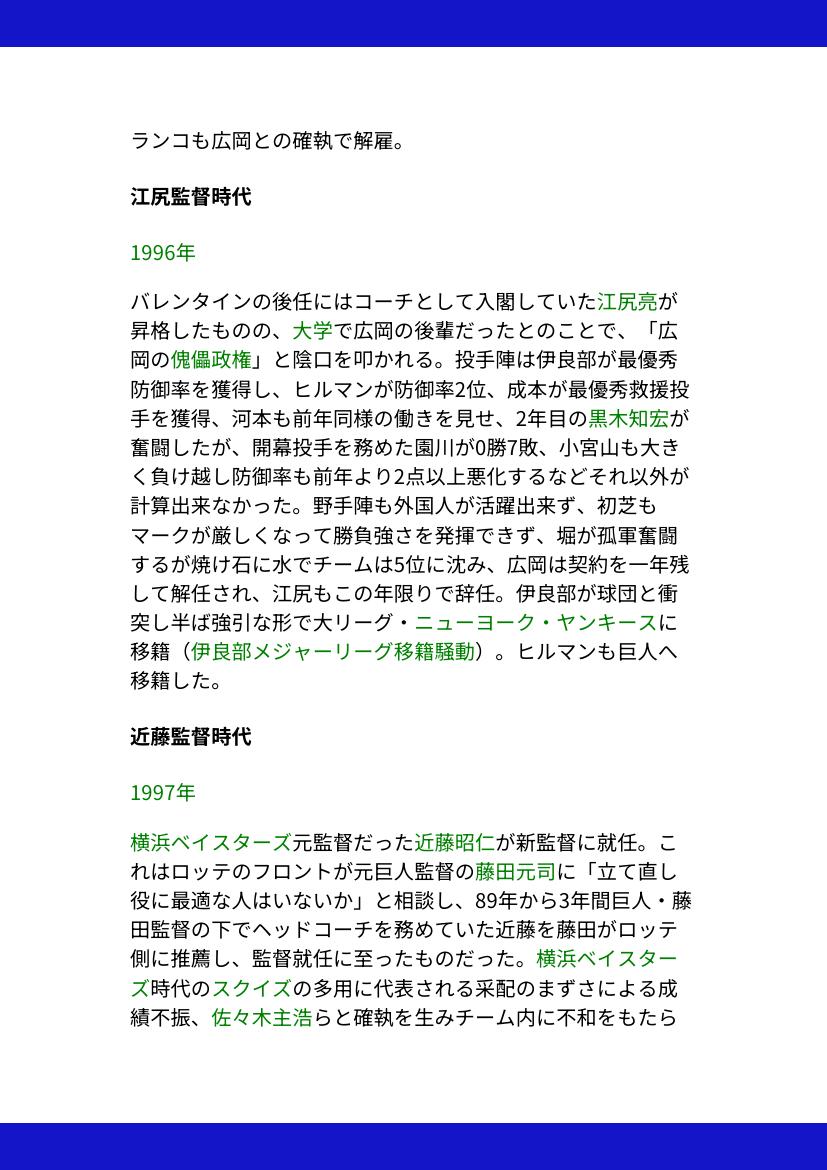 ランコも広岡との確執で解雇。
江尻監督時代
1996年
バレンタインの後任にはコーチとして入閣していた江尻亮が
昇格したものの、大学で広岡の後輩だったとのことで、「広
岡の傀儡政権」と陰口を叩かれる。投手陣は伊良部が最優秀
防御率を獲得し、ヒルマンが防御率2位、成本が最優秀救援投
手を獲得、河本も前年同様の働きを見せ、2年目の黒木知宏が
奮闘したが、開幕投手を務めた園川が0勝7敗、小宮山も大き
く負け越し防御率も前年より2点以上悪化するなどそれ以外が
計算出来なかった。野手陣も外国人が活躍出来ず、初芝も
マークが厳しくなって勝負強さを発揮できず、堀が孤軍奮闘
するが焼け石に水でチームは5位に沈み、広岡は契約を一年残
して解任され、江尻もこの年限りで辞任。伊良部が球団と衝
突し半ば強引な形で大リーグ・ニューヨーク・ヤンキースに
移籍（伊良部メジャーリーグ移籍騒動）。ヒルマンも巨人へ
移籍した。
近藤監督時代
1997年
横浜ベイスターズ元監督だった近藤昭仁が新監督に就任。こ
れはロッテのフロントが元巨人監督の藤田元司に「立て直し
役に最適な人はいないか」と相談し、89年から3年間巨人・藤
田監督の下でヘッドコーチを務めていた近藤を藤田がロッテ
側に推薦し、監督就任に至ったものだった。横浜ベイスター
ズ時代のスクイズの多用に代表される采配のまずさによる成
績不振、佐々木主浩らと確執を生みチーム内に不和をもたら